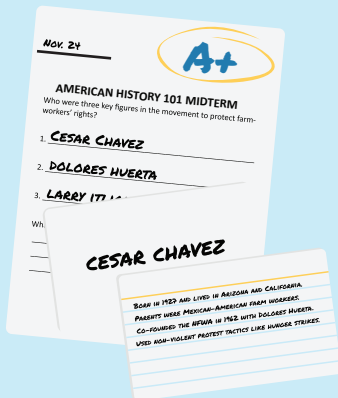 Nov. 24
A+
AMERICAN HISTORY 101 MIDTERM
Who were three key figures in the movement to protect farm-
workers' rights?
1. CESAR CHAVEZ
2. DOLORES HUERTA
3. LARRY
CESAR CHAVEZ
BORN IN 1927 AND LIVED IN ARIZONA AND CALIFORNIA.
PARENTS WERE MEXICAN-AMERICAN FARM WORKERS.
CO-FOUNDED THE NFWA IN 1962 WITH DOLORES HUERTA.
USED NON-VIOLENT PROTEST TACTICS LIKE HUNGER STRIKES.